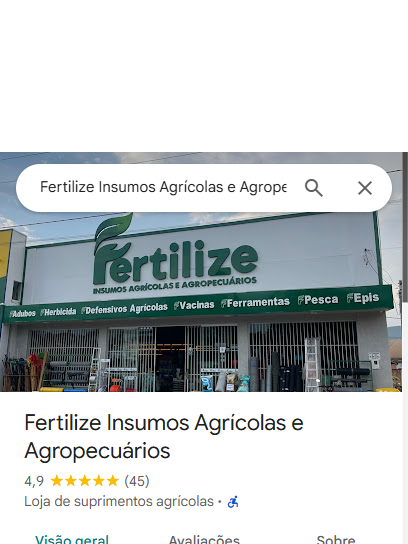 Fertilize Insumos Agrícolas e Agrope
Fertilize
INSUMOS AGRÍCOLAS E AGROPECUÁRIOS
Adubos Herbicida Defensivos Agrícolas Vacinas Ferramentas Pesca Epis
Fertilize Insumos Agrícolas e
Agropecuários
4,9 (45)
Loja de suprimentos agrícolas ·
Visão geral Avaliações Sobre